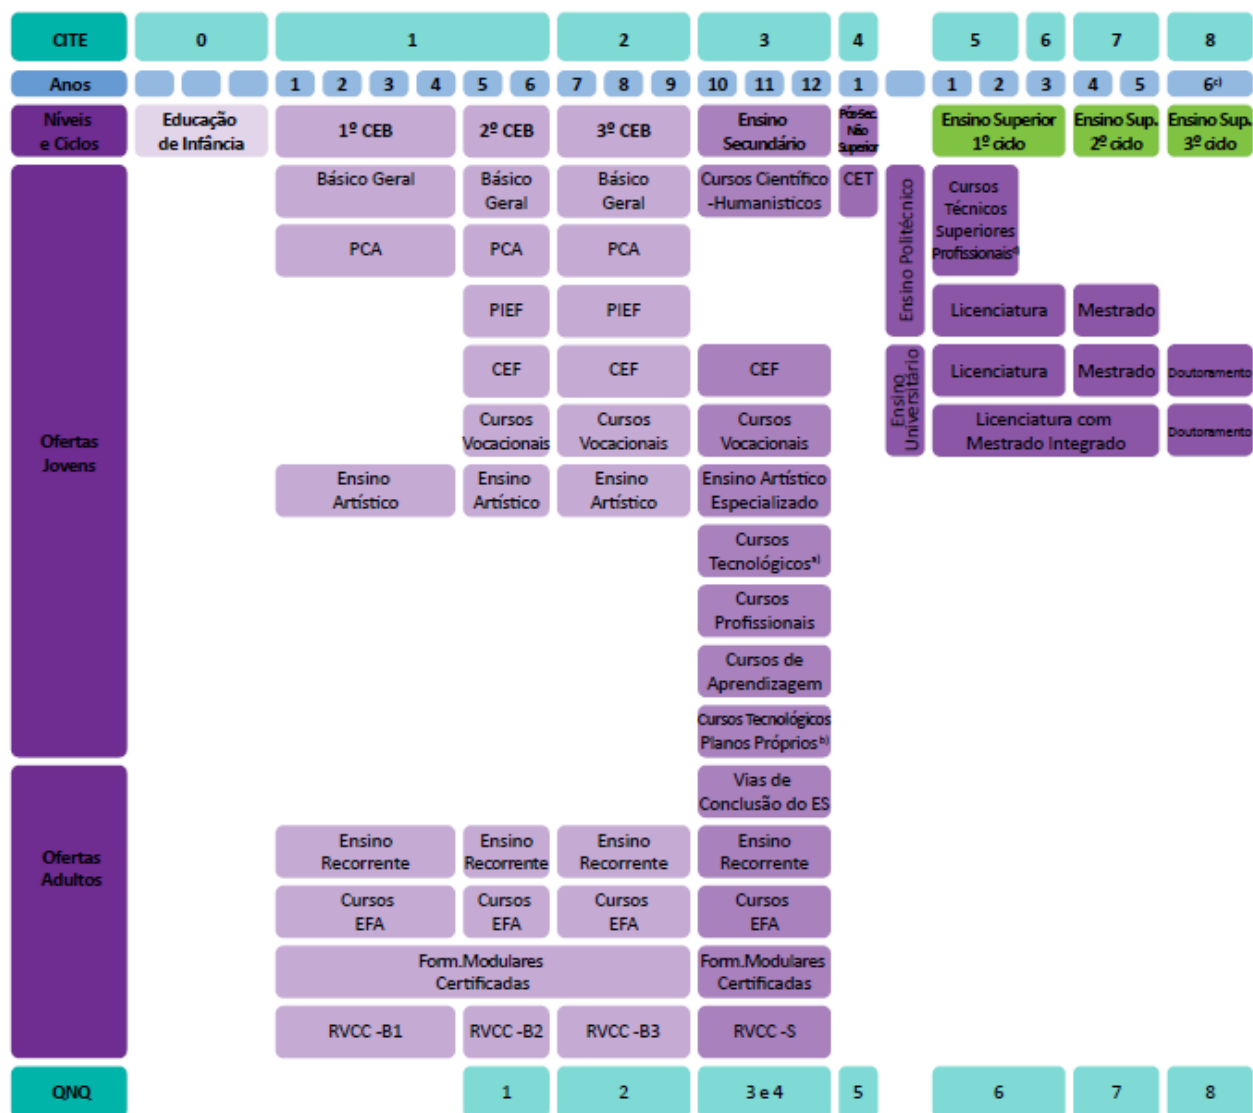 CITE 0 1 2 3 4 5 6 7 8
Anos 1 2 3 4 5 6 7 8 9 10 11 12 1 1 2 3 4 5 6c)
Níveis
e Ciclos
Educação
de Infância
1º CEB
2º CEB
3º CEB
Ensino
Secundário
Pós-Sec.
Não
Superior
Ensino Superior
1º ciclo
Ensino Sup.
2º ciclo
Ensino Sup.
3º ciclo
Ofertas
Jovens
Básico Geral
Básico
Geral
Básico
Geral
Cursos Científico
-Humanisticos
CET
Ensino Politécnico
Cursos
Técnicos
Superiores
Profissionaisd)
PCA
PCA
PCA
PIEF
PIEF
Licenciatura
Mestrado
CEF
CEF
CEF
Ensino
Universitário
Licenciatura
Mestrado
Doutoramento
Cursos
Vocacionais
Cursos
Vocacionais
Cursos
Vocacionais
Licenciatura com
Mestrado Integrado
Doutoramento
Ensino
Artístico
Ensino
Artístico
Ensino
Artístico
Ensino Artístico
Especializado
Cursos
Tecnológicosa)
Cursos
Profissionais
Cursos de
Aprendizagem
Cursos Tecnológicos
Planos Própriosb)
Ofertas
Adultos
Vias de
Conclusão do ES
Ensino
Recorrente
Ensino
Recorrente
Ensino
Recorrente
Ensino
Recorrente
Cursos
EFA
Cursos
EFA
Cursos
EFA
Cursos
EFA
Form.Modulares
Certificadas
Form.Modulares
Certificadas
RVCC -B1
RVCC -B2
RVCC -B3
RVCC -S
QNQ 1 2 3 e 4 5 6 7 8